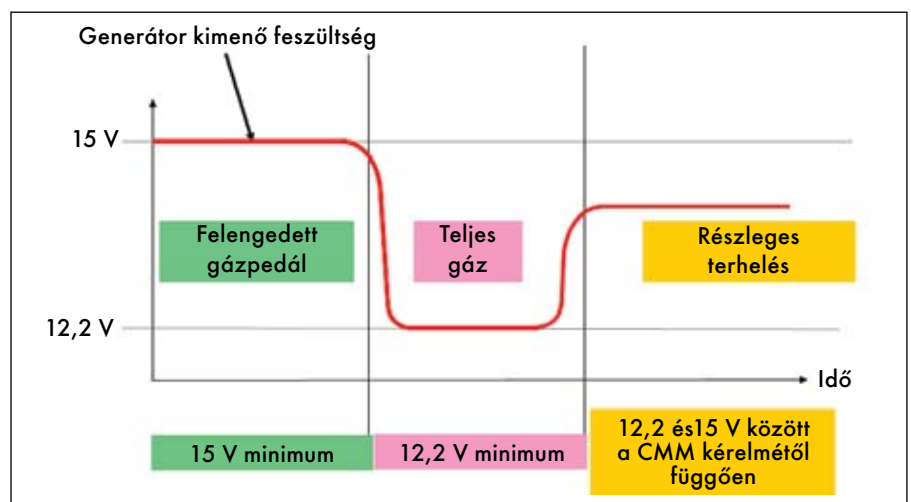 Generátor kimenő feszültség
15 V
Felengedett
gázpedál
Teljes
gáz
Részleges
terhelés
12,2 V
Idő
15 V minimum
12,2 V minimum
12,2 és15 V között
a CMM kérelmétől
függően